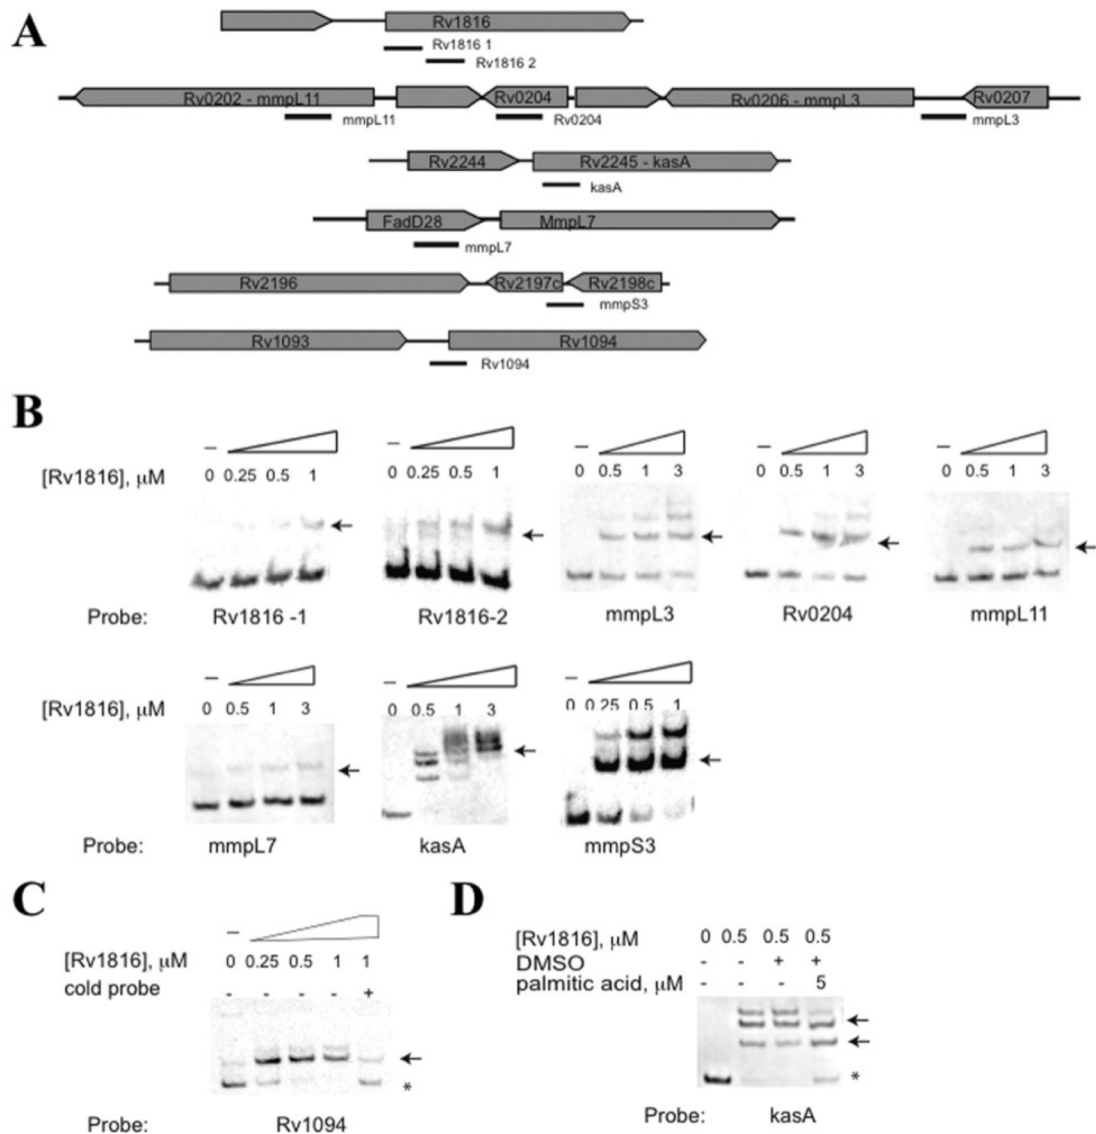 A
Rv1816
Rv1816 1
Rv1816 2
Rv0202 - mmpL11
Rv0204
Rv0206 - mmpL3
Rv0207
mmpL11
Rv0204
mmpL3
Rv2244
Rv2245 - kasA
kasA
FadD28
MmpL7
mmpL7
Rv2196
Rv2197c
Rv2198c
mmpS3
Rv1093
Rv1094
Rv1094
B
– – – – –
[Rv1816], µM 0 0.25 0.5 1 0 0.25 0.5 1 0 0.5 1 3 0 0.5 1 3 0 0.5 1 3
Probe: Rv1816 -1 Rv1816-2 mmpL3 Rv0204 mmpL11
– – –
[Rv1816], µM 0 0.5 1 3 0 0.5 1 3 0 0.25 0.5 1
Probe: mmpL7 kasA mmpS3
C
–
[Rv1816], µM 0 0.25 0.5 1 1
cold probe - - - - +
*
Probe: Rv1094
D
[Rv1816], µM 0 0.5 0.5 0.5
DMSO - - + +
palmitic acid, µM - - - 5
*
Probe: kasA